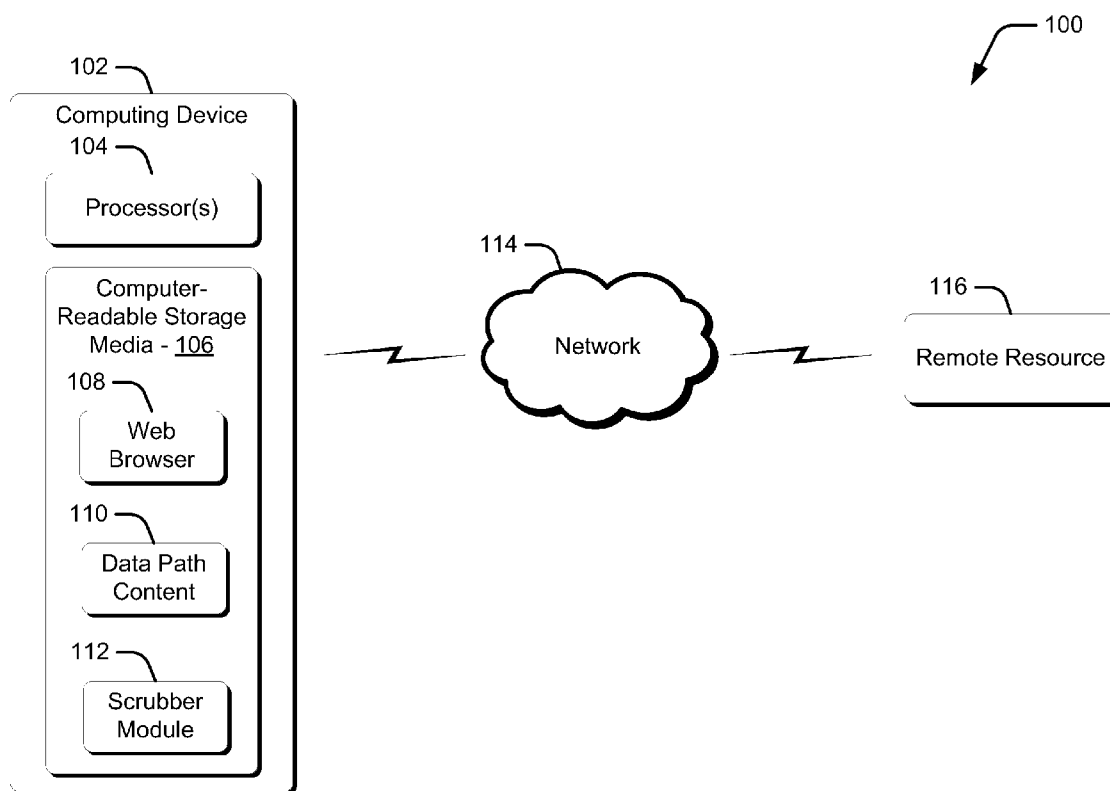 100
102
Computing Device
104
Processor(s)
Computer-
Readable Storage
Media - 106
108
Web
Browser
110
Data Path
Content
112
Scrubber
Module
114
Network
116
Remote Resource